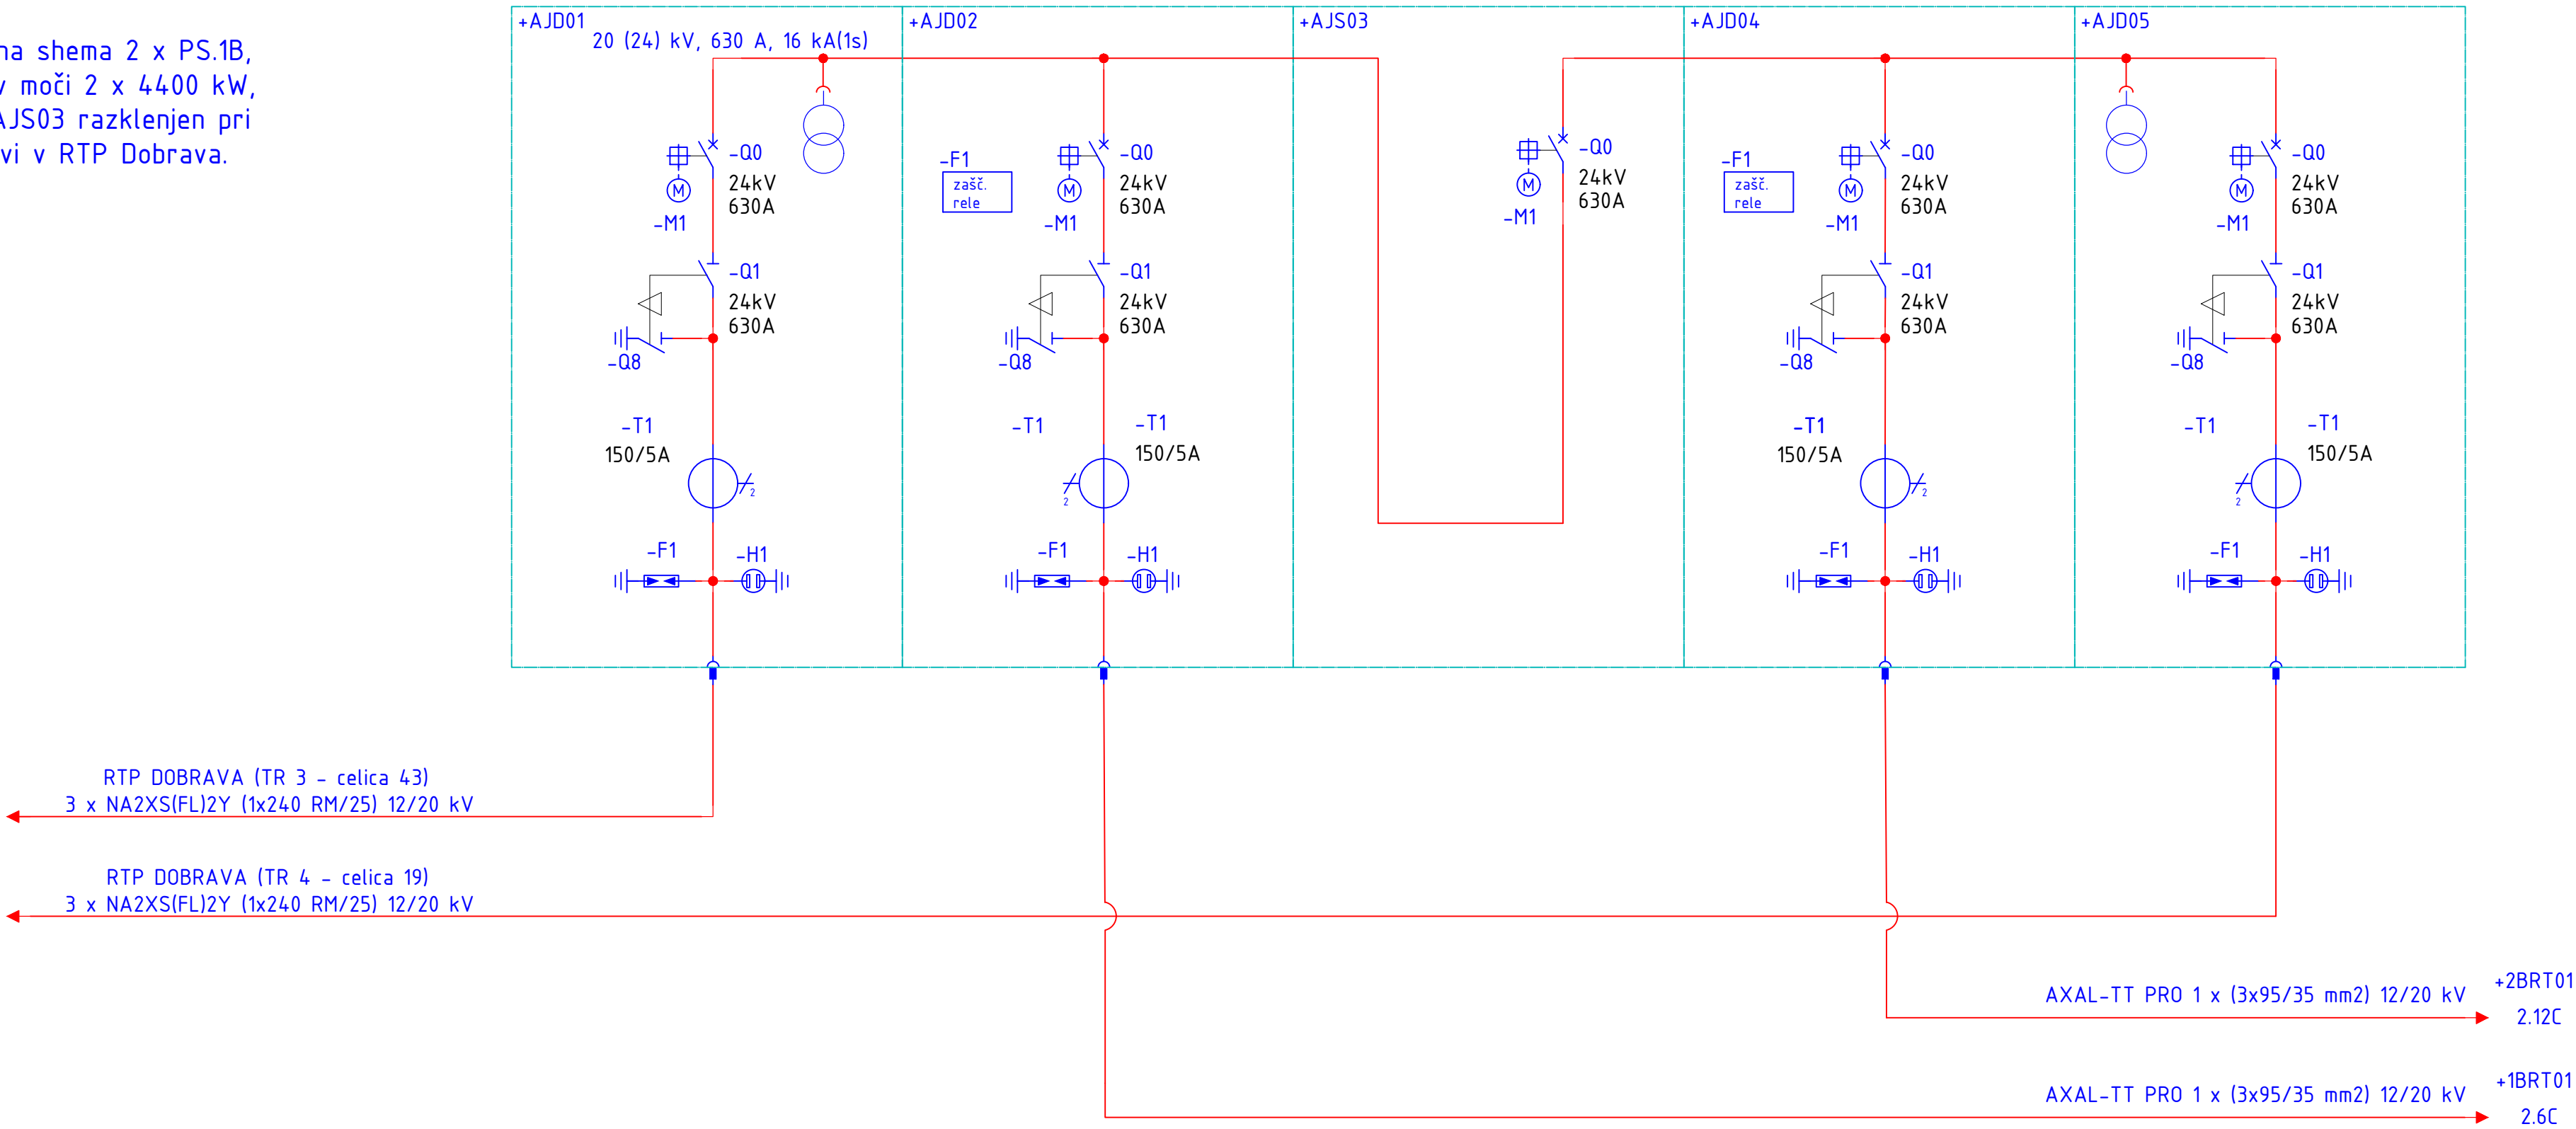 na shema 2 x PS.1B,
v moči 2 x 4400 kW,
AJS03 razklenjen pri
vi v RTP Dobrava.
+AJD01
20 (24) kV, 630 A, 16 kA(1s)
-Q0
24kV
630A
M
-M1
-Q1
24kV
630A
-Q8
-T1
150/5A
2
-F1
-H1
+AJD02
-F1
zašč.
rele
-Q0
24kV
630A
M
-M1
-Q1
24kV
630A
-Q8
-T1
-T1
150/5A
2
-F1
-H1
+AJS03
-Q0
24kV
630A
M
-M1
+AJD04
-F1
zašč.
rele
-Q0
24kV
630A
M
-M1
-Q1
24kV
630A
-Q8
-T1
150/5A
2
-F1
-H1
+AJD05
-Q0
24kV
630A
M
-M1
-Q1
24kV
630A
-Q8
-T1
-T1
150/5A
2
-F1
-H1
RTP DOBRAVA (TR 3 - celica 43)
3 x NA2XS(FL)2Y (1x240 RM/25) 12/20 kV
RTP DOBRAVA (TR 4 - celica 19)
3 x NA2XS(FL)2Y (1x240 RM/25) 12/20 kV
AXAL-TT PRO 1 x (3x95/35 mm2) 12/20 kV
+2BRT01
2.12C
AXAL-TT PRO 1 x (3x95/35 mm2) 12/20 kV
+1BRT01
2.6C